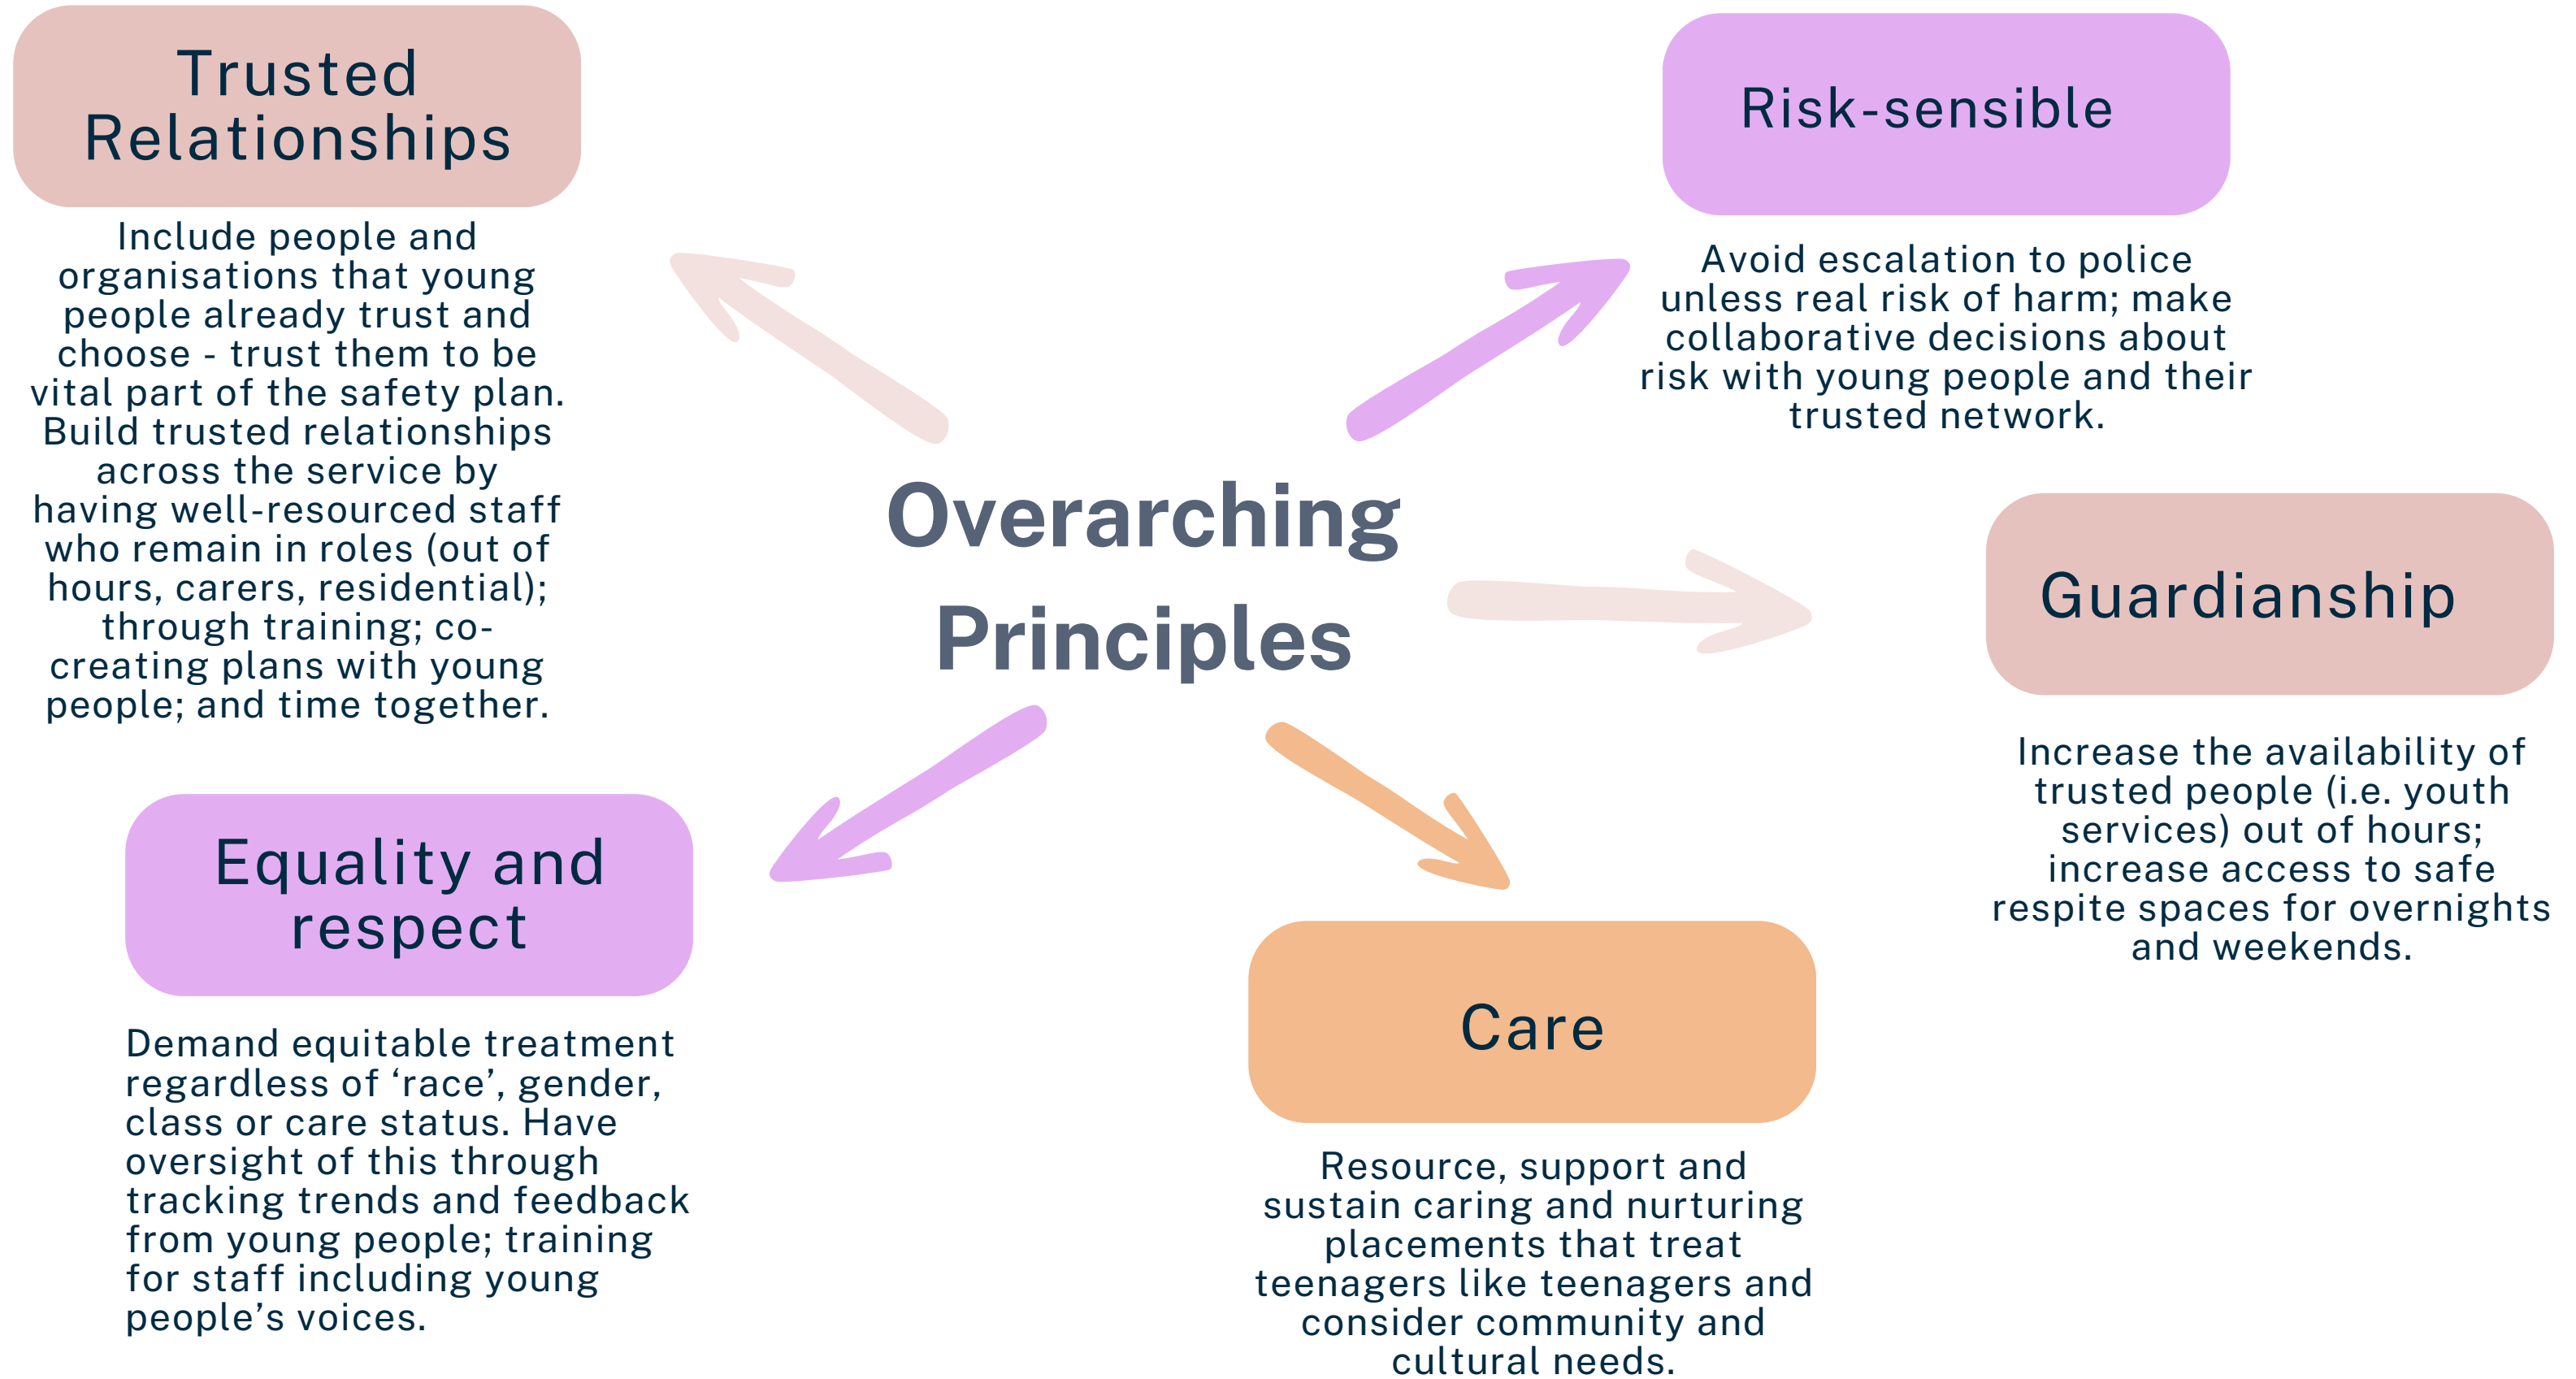 Trusted
Relationships
Include people and
organisations that young
people already trust and
choose - trust them to be
vital part of the safety plan.
Build trusted relationships
across the service by
having well-resourced staff
who remain in roles (out of
hours, carers, residential);
through training; co-
creating plans with young
people; and time together.
Risk-sensible
Avoid escalation to police
unless real risk of harm; make
collaborative decisions about
risk with young people and their
trusted network.
Overarching
Principles
Guardianship
Increase the availability of
trusted people (i.e. youth
services) out of hours;
increase access to safe
respite spaces for overnights
and weekends.
Equality and
respect
Demand equitable treatment
regardless of ‘race’, gender,
class or care status. Have
oversight of this through
tracking trends and feedback
from young people; training
for staff including young
people’s voices.
Care
Resource, support and
sustain caring and nurturing
placements that treat
teenagers like teenagers and
consider community and
cultural needs.